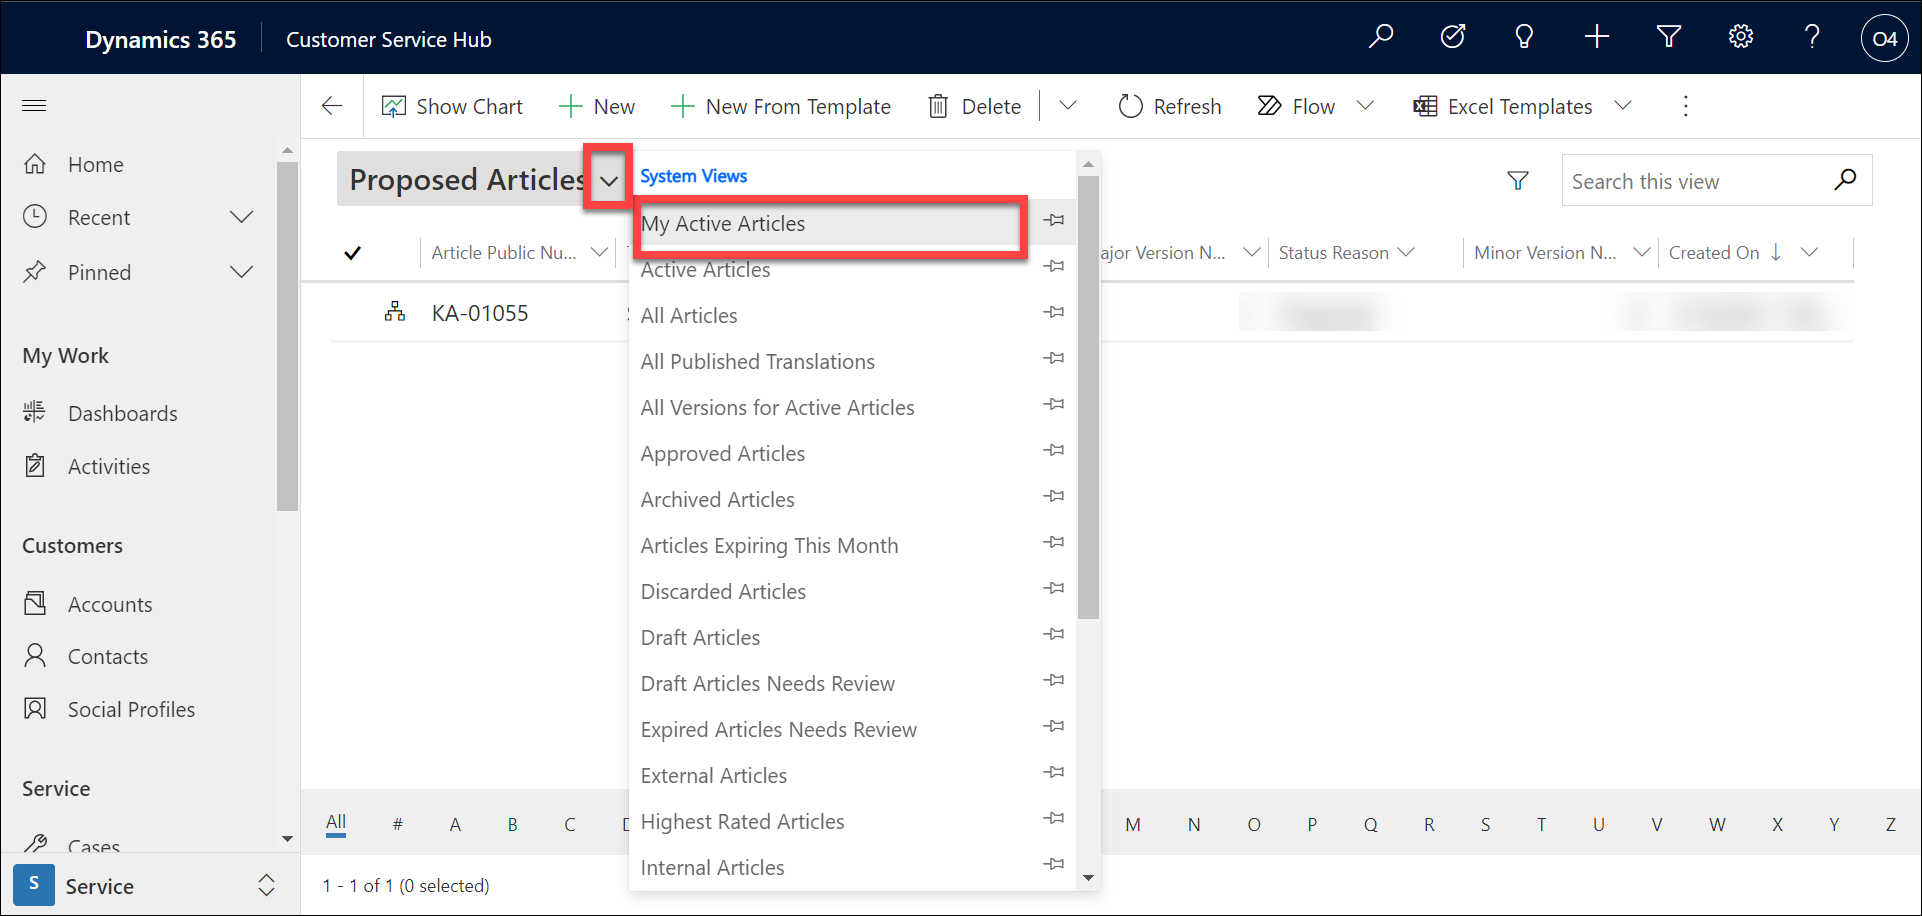 Dynamics 365
Customer Service Hub
O4
Show Chart
New
New From Template
Delete
Refresh
Flow
Excel Templates
Home
Recent
Pinned
My Work
Dashboards
Activities
Customers
Accounts
Contacts
Social Profiles
Service
Cases
S
Service
Proposed Articles
Search this view
System Views
My Active Articles
Active Articles
All Articles
All Published Translations
All Versions for Active Articles
Approved Articles
Archived Articles
Articles Expiring This Month
Discarded Articles
Draft Articles
Draft Articles Needs Review
Expired Articles Needs Review
External Articles
Highest Rated Articles
Internal Articles
Article Public Nu...
ajor Version N...
Status Reason
Minor Version N...
Created On
KA-01055
All # A B C M N O P Q R S T U V W X Y Z
1 - 1 of 1 (0 selected)